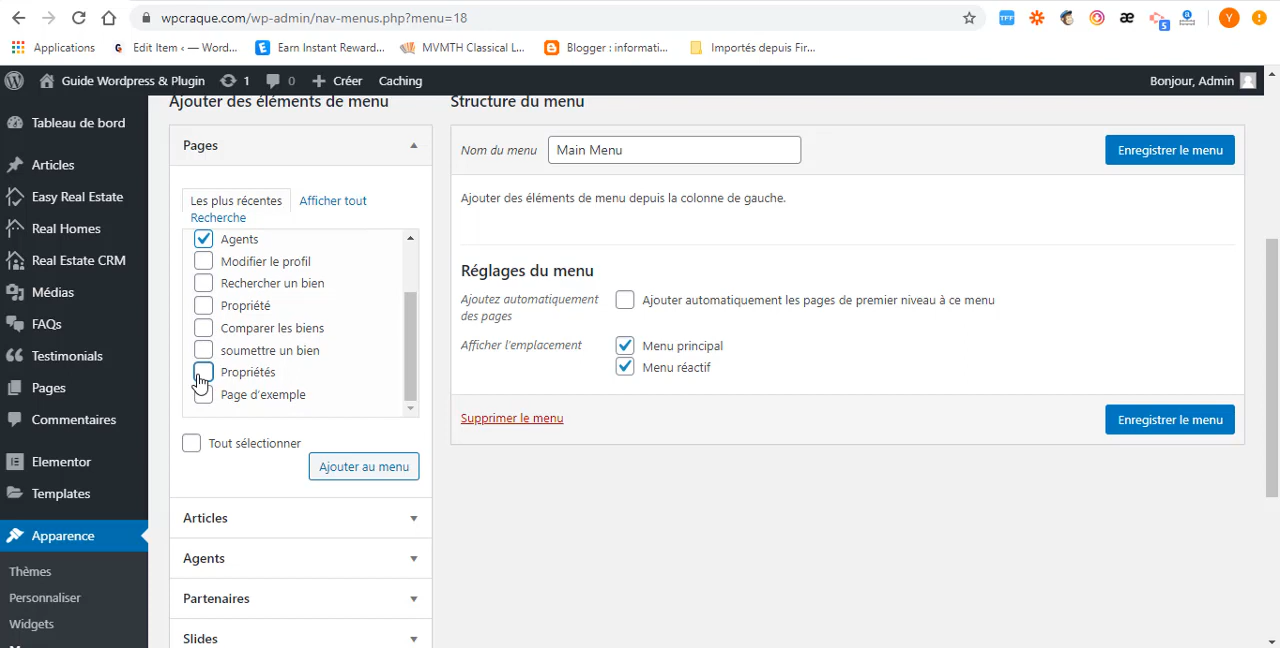 wpcraque.com/wp-admin/nav-menus.php?menu=18
TFF
æ
5
Y
Applications
G
Edit Item ‹ — Word...
Earn Instant Rewar...
MVMTH Classical L...
Blogger : informati...
Importés depuis Fir...
Guide Wordpress & Plugin
1
0
Créer
Caching
Bonjour, Admin
Tableau de bord
Articles
Easy Real Estate
Real Homes
Real Estate CRM
Médias
FAQs
Testimonials
Pages
Commentaires
Elementor
Templates
Apparence
Thèmes
Personnaliser
Widgets
Ajouter des éléments de menu
Pages
Les plus récentes
Afficher tout
Recherche
Agents
Modifier le profil
Rechercher un bien
Propriété
Comparer les biens
soumettre un bien
Propriétés
Page d’exemple
Tout sélectionner
Ajouter au menu
Articles
Agents
Partenaires
Slides
Structure du menu
Nom du menu
Main Menu
Enregistrer le menu
Ajouter des éléments de menu depuis la colonne de gauche.
Réglages du menu
Ajoutez automatiquement
des pages
Ajouter automatiquement les pages de premier niveau à ce menu
Afficher l’emplacement
Menu principal
Menu réactif
Supprimer le menu
Enregistrer le menu